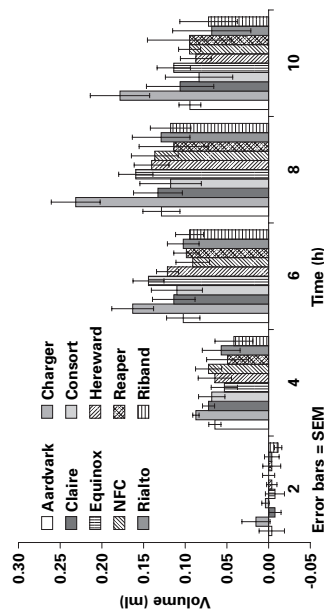 0.30
0.25
0.20
0.15
0.10
0.05
0.00
-0.05
Volume (ml)
Aardvark
Charger
Claire
Consort
Equinox
Hereward
NFC
Reaper
Rialto
Riband
2
4
6
8
10
Error bars = SEM
Time (h)